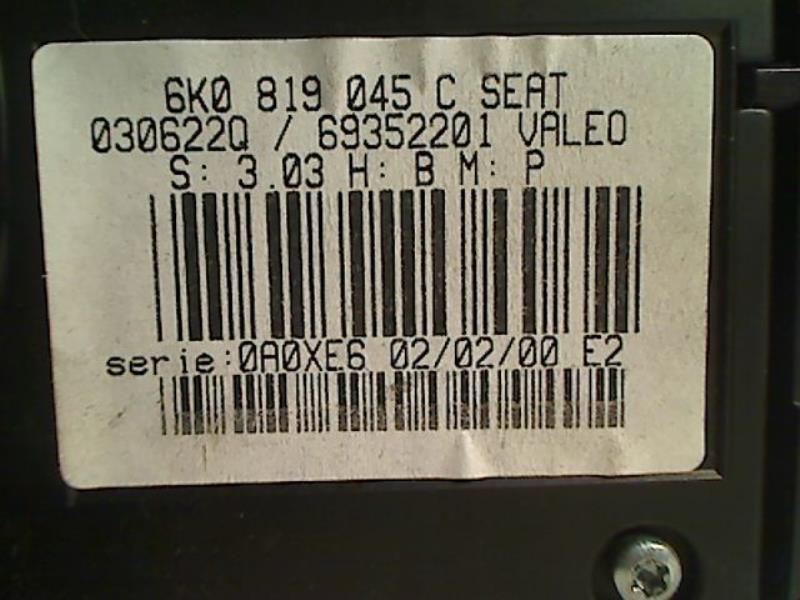 6K0 819 045 C SEAT
030622Q / 69352201 VALEO
S: 3.03 H: B M: P
serie:0A0XE6 02/02/00 E2